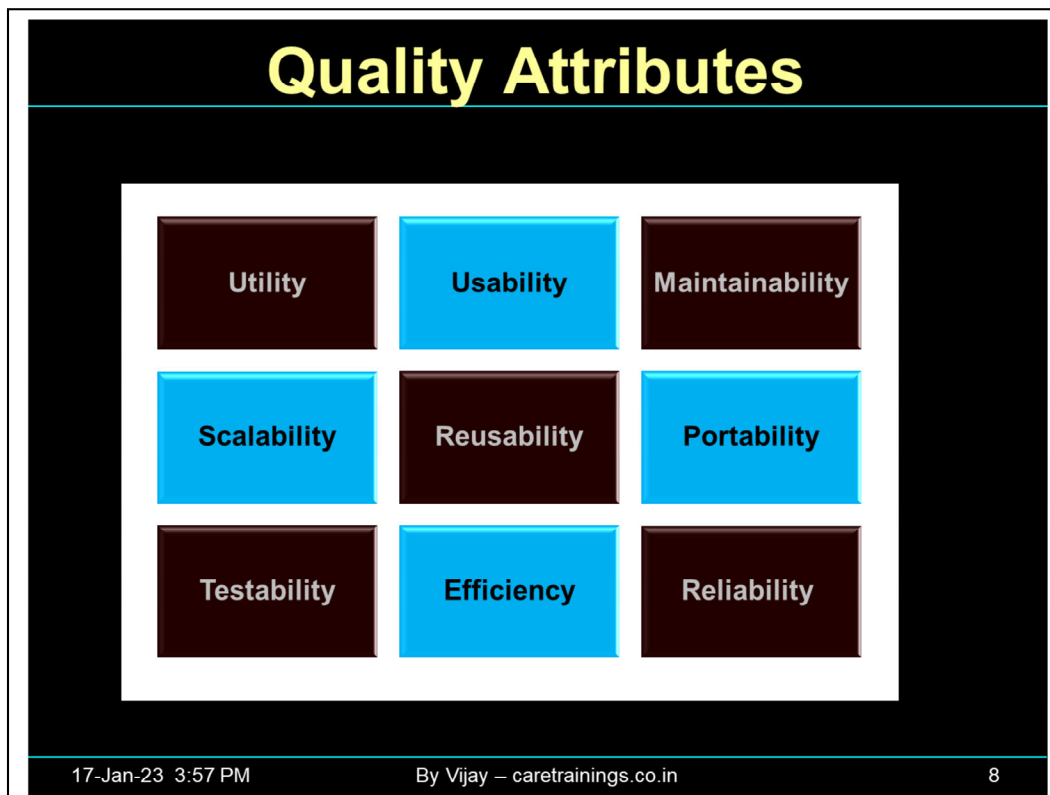 Quality Attributes
Utility
Usability
Maintainability
Scalability
Reusability
Portability
Testability
Efficiency
Reliability
17-Jan-23 3:57 PM
By Vijay – caretrainings.co.in
8